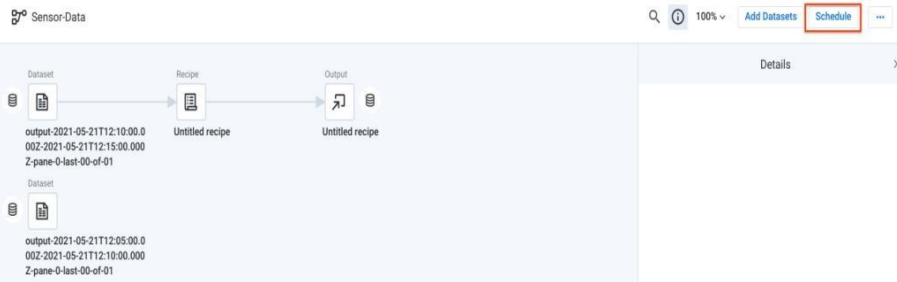 Sensor-Data
100%
Add Datasets
Schedule
...
Details
Dataset
Recipe
Output
output-2021-05-21T12:10:00.0
00Z-2021-05-21T12:15:00.000
Z-pane-0-last-00-of-01
Untitled recipe
Untitled recipe
Dataset
output-2021-05-21T12:05:00.0
00Z-2021-05-21T12:10:00.000
Z-pane-0-last-00-of-01